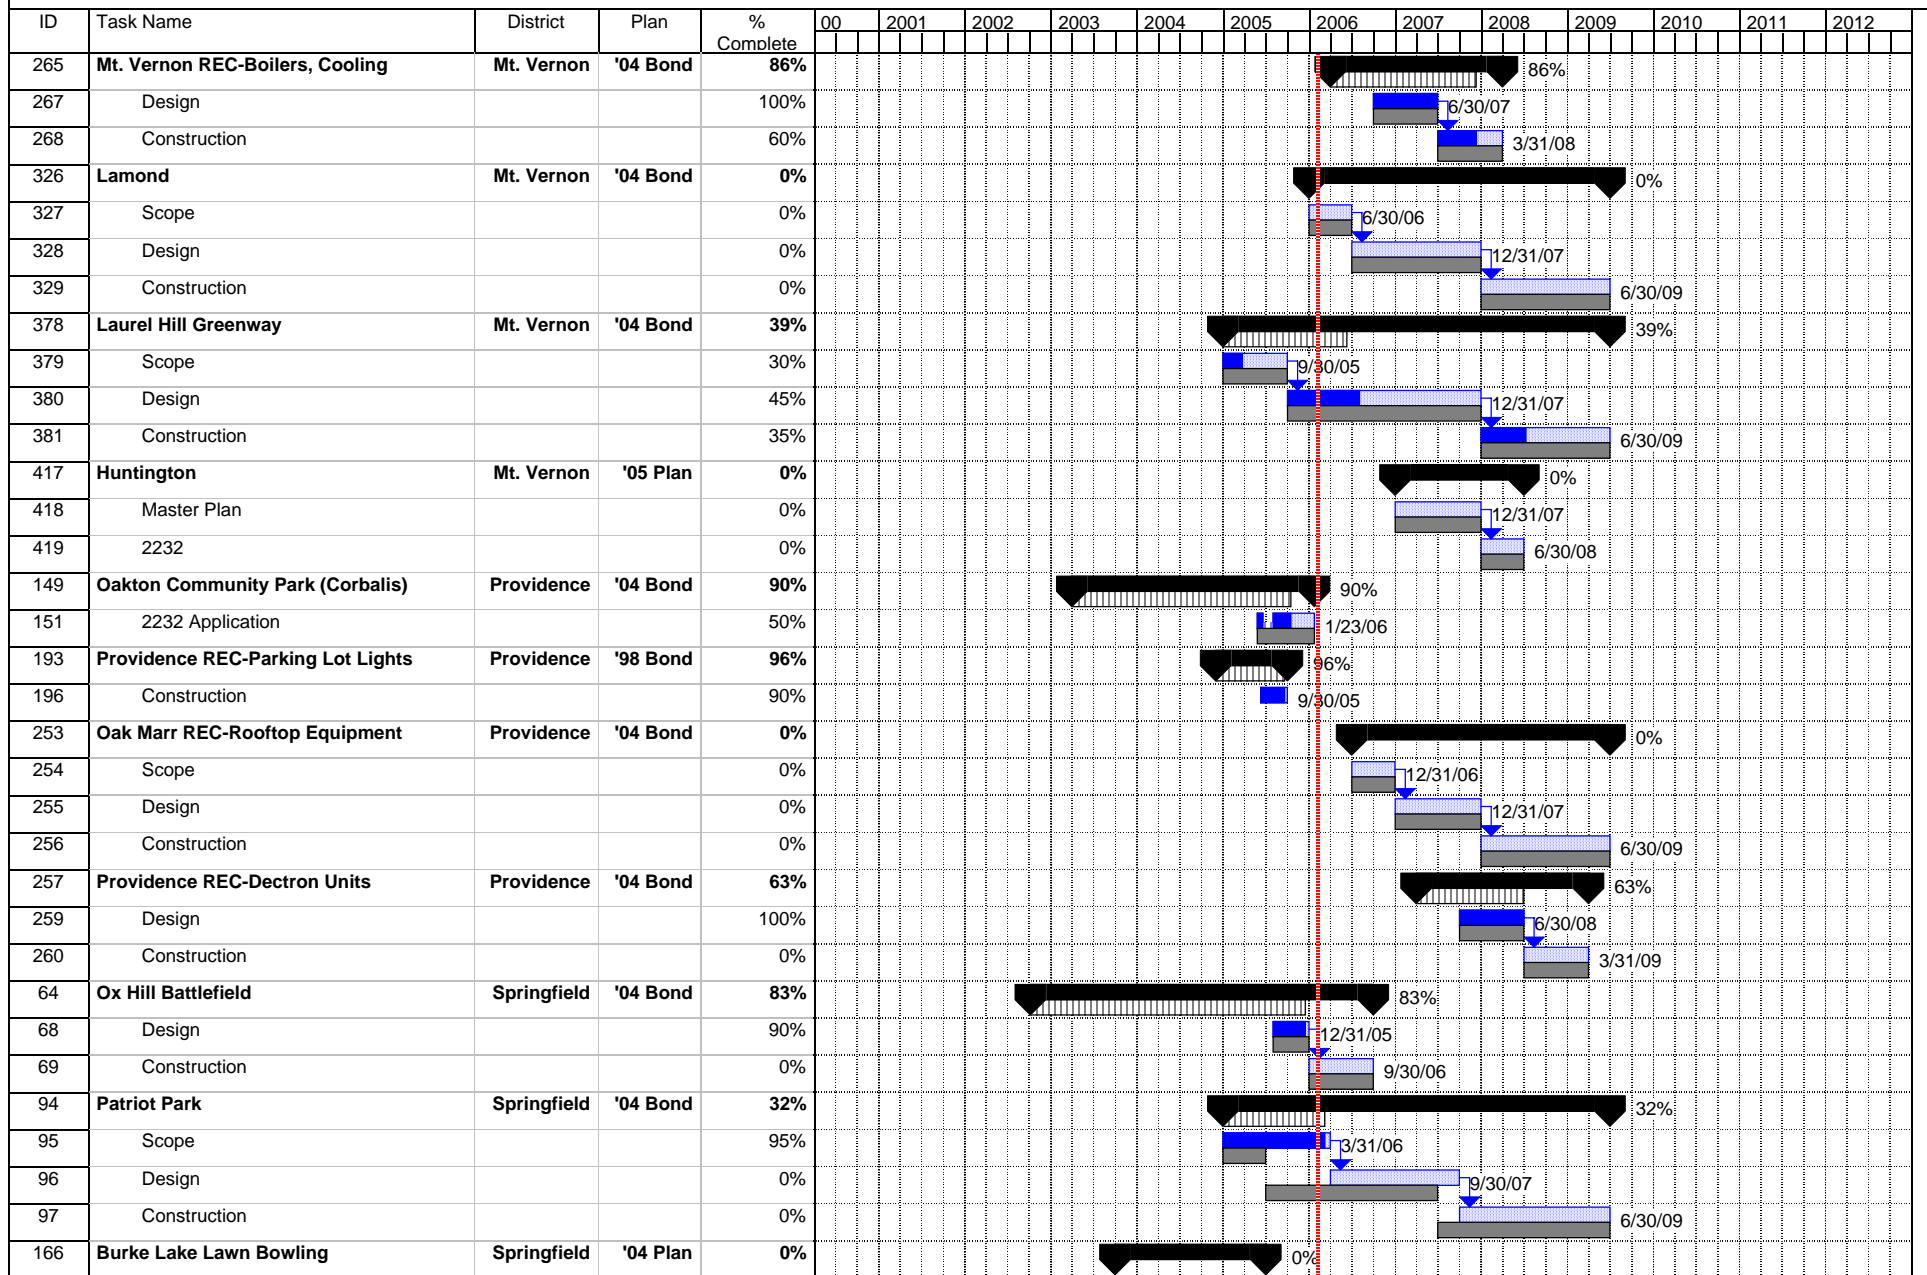 ID Task Name District Plan % Complete 00 2001 2002 2003 2004 2005 2006 2007 2008 2009 2010 2011 2012
265 Mt. Vernon REC-Boilers, Cooling Mt. Vernon '04 Bond 86% 86%
267 Design 100% 6/30/07
268 Construction 60% 3/31/08
326 Lamond Mt. Vernon '04 Bond 0% 0%
327 Scope 0% 6/30/06
328 Design 0% 12/31/07
329 Construction 0% 6/30/09
378 Laurel Hill Greenway Mt. Vernon '04 Bond 39% 39%
379 Scope 30% 9/30/05
380 Design 45% 12/31/07
381 Construction 35% 6/30/09
417 Huntington Mt. Vernon '05 Plan 0% 0%
418 Master Plan 0% 12/31/07
419 2232 0% 6/30/08
149 Oakton Community Park (Corbalis) Providence '04 Bond 90% 90%
151 2232 Application 50% 1/23/06
193 Providence REC-Parking Lot Lights Providence '98 Bond 96% 96%
196 Construction 90% 9/30/05
253 Oak Marr REC-Rooftop Equipment Providence '04 Bond 0% 0%
254 Scope 0% 12/31/06
255 Design 0% 12/31/07
256 Construction 0% 6/30/09
257 Providence REC-Dectron Units Providence '04 Bond 63% 63%
259 Design 100% 6/30/08
260 Construction 0% 3/31/09
64 Ox Hill Battlefield Springfield '04 Bond 83% 83%
68 Design 90% 12/31/05
69 Construction 0% 9/30/06
94 Patriot Park Springfield '04 Bond 32% 32%
95 Scope 95% 3/31/06
96 Design 0% 9/30/07
97 Construction 0% 6/30/09
166 Burke Lake Lawn Bowling Springfield '04 Plan 0% 0%